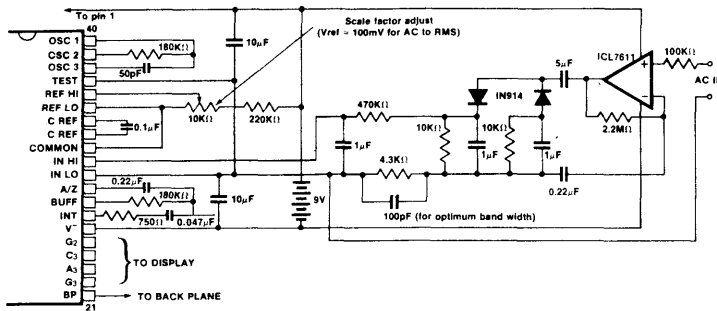 To pin 1
40
OSC 1
CSC 2
OSC 3
TEST
REF HI
REF LO
C REF
C REF
COMMON
IN HI
IN LO
A/Z
BUFF
INT
V⁻
G₂
C₃
A₃
G₃
BP
21
180KΩ
50pF
10μF
Scale factor adjust
(Vref = 100mV for AC to RMS)
10KΩ
220KΩ
0.1μF
0.22μF
180KΩ
750Ω
0.047μF
10μF
9V
TO DISPLAY
TO BACK PLANE
470KΩ
1μF
4.3KΩ
100pF (for optimum band width)
10KΩ
1μF
IN914
10KΩ
1μF
5μF
ICL7611
+
−
100KΩ
AC I
2.2MΩ
0.22μF